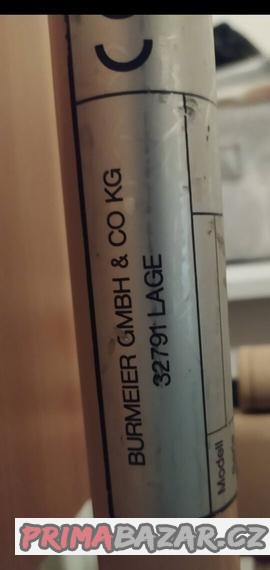 BURMEIER GMBH & CO KG
32791 LAGE
Modell
PRIMABAZAR.CZ